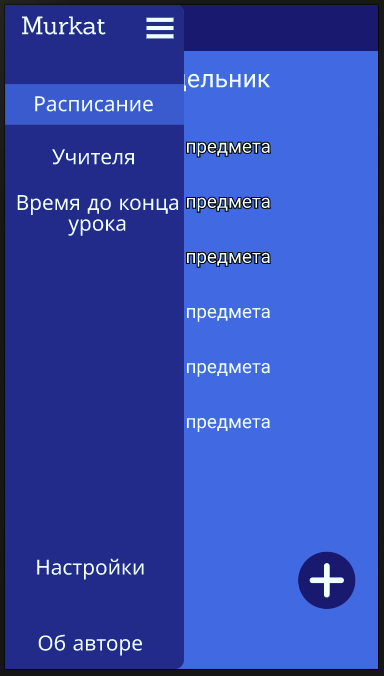 Murkat
Расписание
Учителя
Время до конца
урока
Настройки
Об авторе
дельник
предмета
предмета
предмета
предмета
предмета
предмета